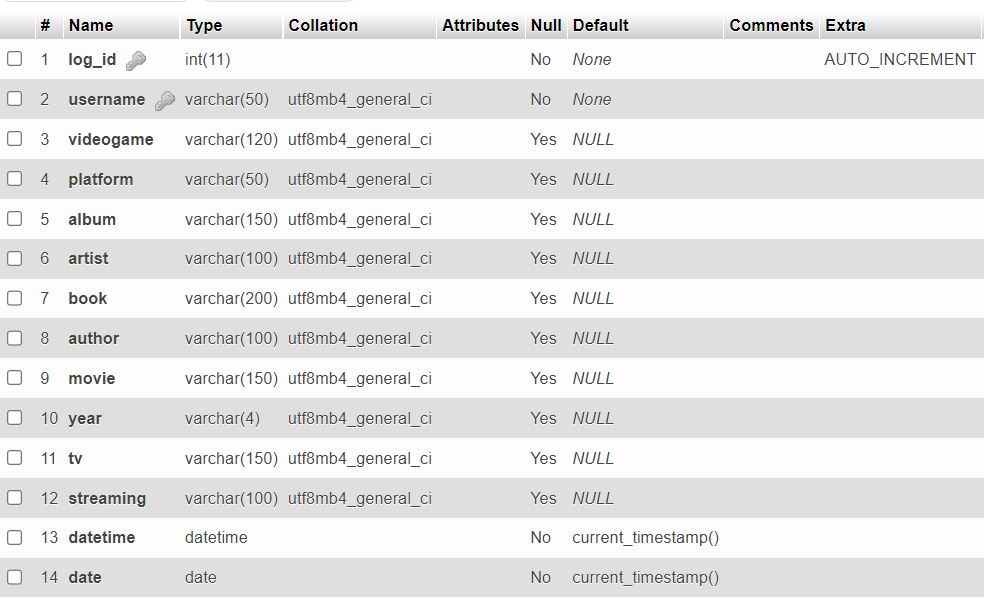 # Name Type Collation Attributes Null Default Comments Extra
1 log_id int(11) No None AUTO_INCREMENT
2 username varchar(50) utf8mb4_general_ci No None
3 videogame varchar(120) utf8mb4_general_ci Yes NULL
4 platform varchar(50) utf8mb4_general_ci Yes NULL
5 album varchar(150) utf8mb4_general_ci Yes NULL
6 artist varchar(100) utf8mb4_general_ci Yes NULL
7 book varchar(200) utf8mb4_general_ci Yes NULL
8 author varchar(100) utf8mb4_general_ci Yes NULL
9 movie varchar(150) utf8mb4_general_ci Yes NULL
10 year varchar(4) utf8mb4_general_ci Yes NULL
11 tv varchar(150) utf8mb4_general_ci Yes NULL
12 streaming varchar(100) utf8mb4_general_ci Yes NULL
13 datetime datetime No current_timestamp()
14 date date No current_timestamp()